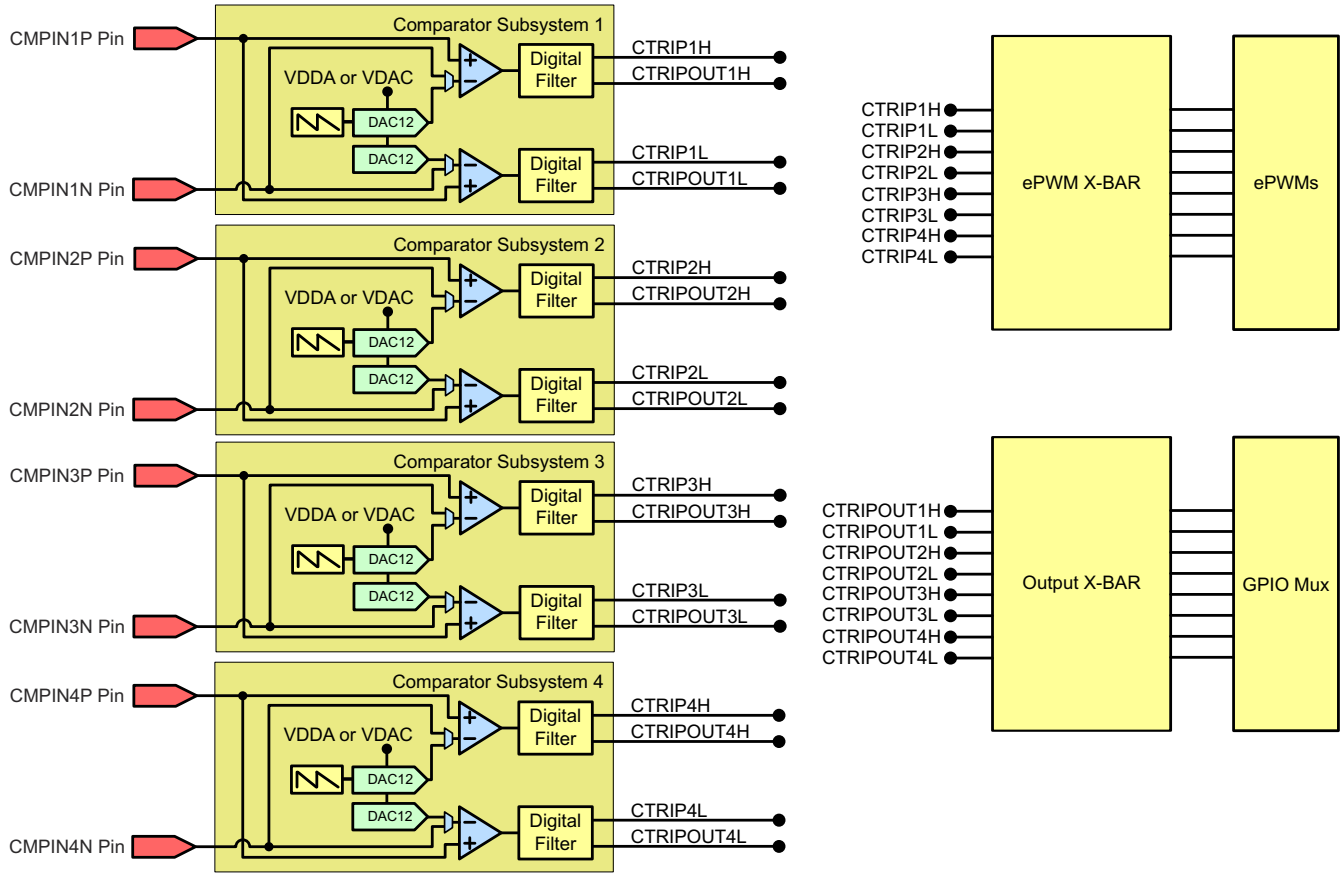 Comparator Subsystem 1
CMPIN1P Pin
VDDA or VDAC
DAC12
DAC12
+
−
−
+
Digital
Filter
Digital
Filter
CTRIP1H
CTRIPOUT1H
CTRIP1L
CTRIPOUT1L
CMPIN1N Pin
Comparator Subsystem 2
CMPIN2P Pin
VDDA or VDAC
DAC12
DAC12
+
−
−
+
Digital
Filter
Digital
Filter
CTRIP2H
CTRIPOUT2H
CTRIP2L
CTRIPOUT2L
CMPIN2N Pin
Comparator Subsystem 3
CMPIN3P Pin
VDDA or VDAC
DAC12
DAC12
+
−
−
+
Digital
Filter
Digital
Filter
CTRIP3H
CTRIPOUT3H
CTRIP3L
CTRIPOUT3L
CMPIN3N Pin
Comparator Subsystem 4
CMPIN4P Pin
VDDA or VDAC
DAC12
DAC12
+
−
−
+
Digital
Filter
Digital
Filter
CTRIP4H
CTRIPOUT4H
CTRIP4L
CTRIPOUT4L
CMPIN4N Pin
CTRIP1H
CTRIP1L
CTRIP2H
CTRIP2L
CTRIP3H
CTRIP3L
CTRIP4H
CTRIP4L
ePWM X-BAR
ePWMs
CTRIPOUT1H
CTRIPOUT1L
CTRIPOUT2H
CTRIPOUT2L
CTRIPOUT3H
CTRIPOUT3L
CTRIPOUT4H
CTRIPOUT4L
Output X-BAR
GPIO Mux